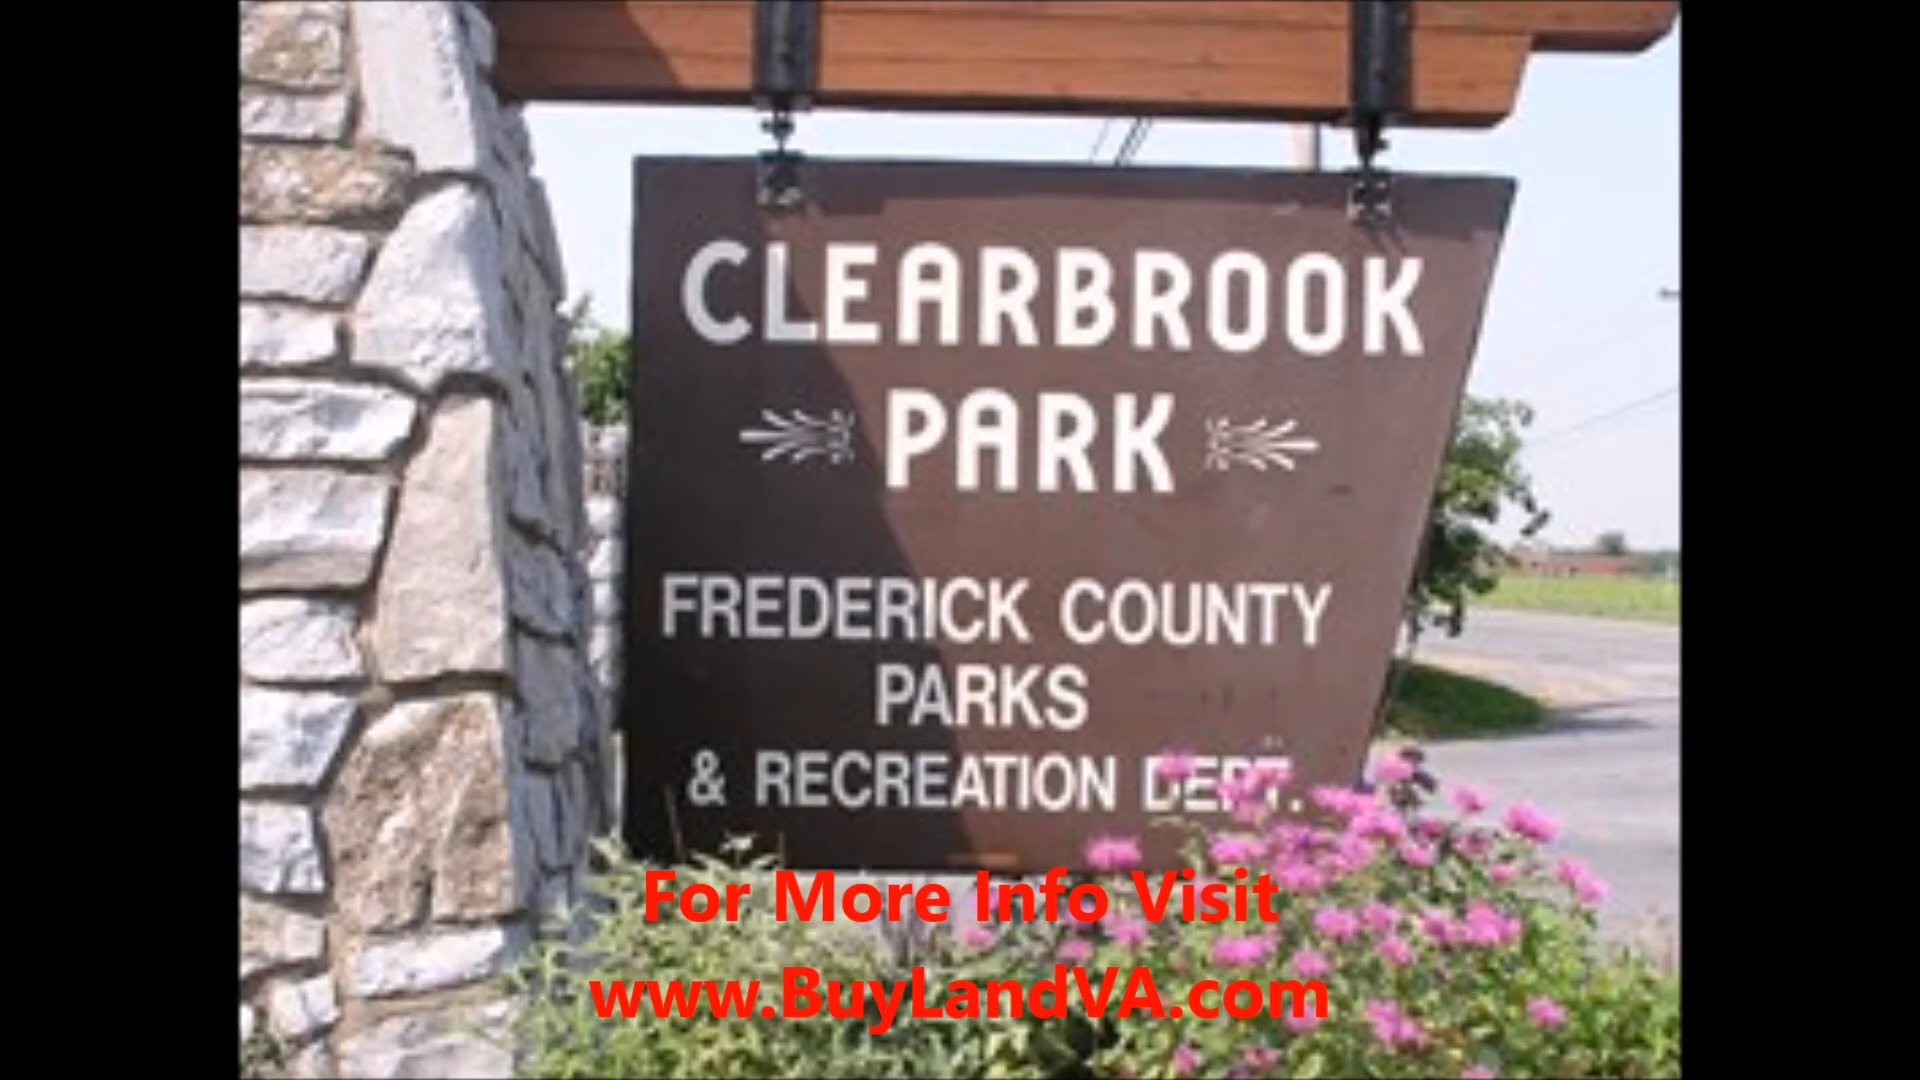 CLEARBROOK
PARK
FREDERICK COUNTY
PARKS
& RECREATION DEPT.
For More Info Visit
www.BuyLandVA.com